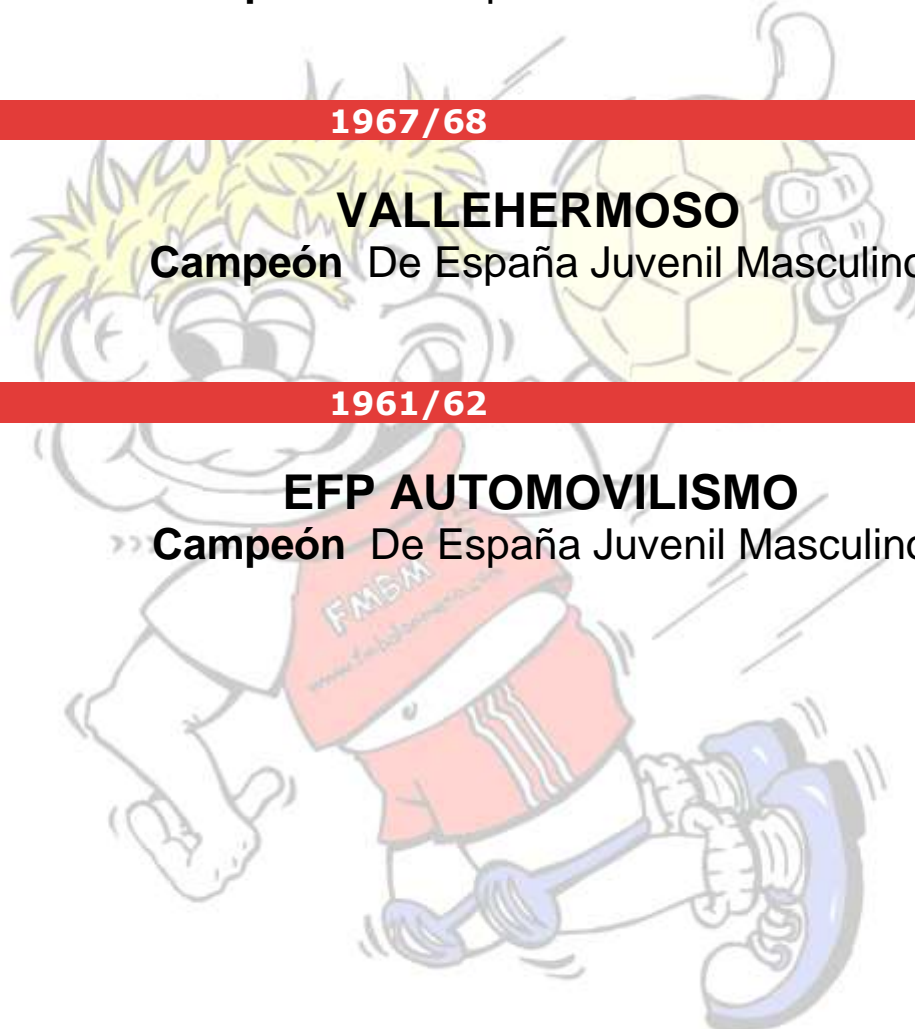 1967/68
VALLEHERMOSO
Campeón De España Juvenil Masculino
1961/62
EFP AUTOMOVILISMO
Campeón De España Juvenil Masculino
FMBM